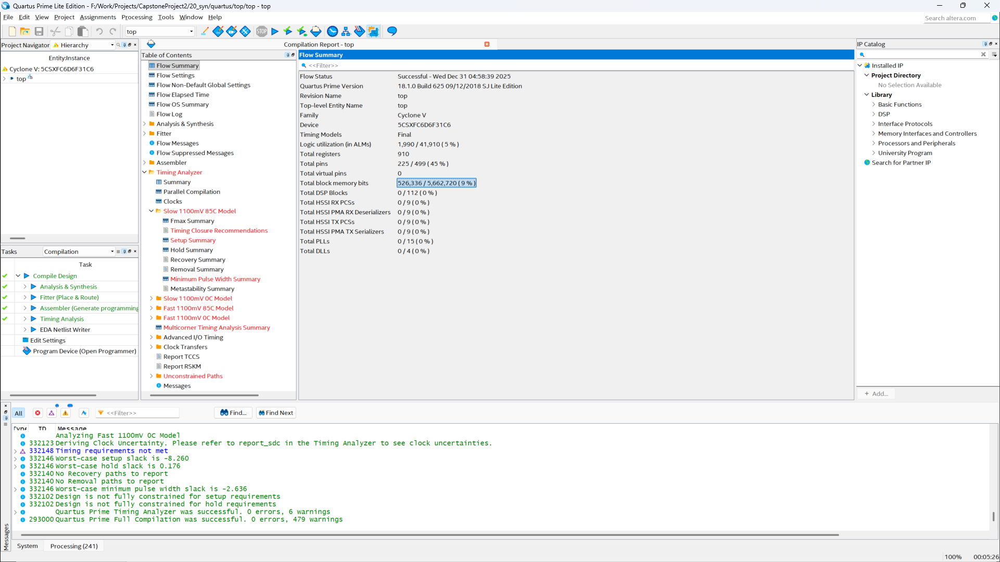 Quartus Prime Lite Edition - F:/Work/Projects/CapstoneProject2/20_syn/quartus/top/top - top
File Edit View Project Assignments Processing Tools Window Help
Search altera.com
top
Project Navigator Hierarchy
Entity:Instance
Cyclone V: 5CSXFC6D6F31C6
top
Tasks Compilation
Task
Compile Design
Analysis & Synthesis
Fitter (Place & Route)
Assembler (Generate programming
Timing Analysis
EDA Netlist Writer
Edit Settings
Program Device (Open Programmer)
Compilation Report - top
Table of Contents
Flow Summary
Flow Settings
Flow Non-Default Global Settings
Flow Elapsed Time
Flow OS Summary
Flow Log
Analysis & Synthesis
Fitter
Flow Messages
Flow Suppressed Messages
Assembler
Timing Analyzer
Summary
Parallel Compilation
Clocks
Slow 1100mV 85C Model
Fmax Summary
Timing Closure Recommendations
Setup Summary
Hold Summary
Recovery Summary
Removal Summary
Minimum Pulse Width Summary
Metastability Summary
Slow 1100mV 0C Model
Fast 1100mV 85C Model
Fast 1100mV 0C Model
Multicorner Timing Analysis Summary
Advanced I/O Timing
Clock Transfers
Report TCCS
Report RSKM
Unconstrained Paths
Messages
Flow Summary
<<Filter>>
Flow Status Successful - Wed Dec 31 04:58:39 2025
Quartus Prime Version 18.1.0 Build 625 09/12/2018 SJ Lite Edition
Revision Name top
Top-level Entity Name top
Family Cyclone V
Device 5CSXFC6D6F31C6
Timing Models Final
Logic utilization (in ALMs) 1,990 / 41,910 ( 5 % )
Total registers 910
Total pins 225 / 499 ( 45 % )
Total virtual pins 0
Total block memory bits 526,336 / 5,662,720 ( 9 % )
Total DSP Blocks 0 / 112 ( 0 % )
Total HSSI RX PCSs 0 / 9 ( 0 % )
Total HSSI PMA RX Deserializers 0 / 9 ( 0 % )
Total HSSI TX PCSs 0 / 9 ( 0 % )
Total HSSI PMA TX Serializers 0 / 9 ( 0 % )
Total PLLs 0 / 15 ( 0 % )
Total DLLs 0 / 4 ( 0 % )
IP Catalog
Installed IP
Project Directory
No Selection Available
Library
Basic Functions
DSP
Interface Protocols
Memory Interfaces and Controllers
Processors and Peripherals
University Program
Search for Partner IP
+ Add...
All <<Filter>> Find... Find Next
Type ID Message
Analyzing Fast 1100mV 0C Model
332123 Deriving Clock Uncertainty. Please refer to report_sdc in the Timing Analyzer to see clock uncertainties.
332148 Timing requirements not met
332146 Worst-case setup slack is -8.260
332146 Worst-case hold slack is 0.176
332140 No Recovery paths to report
332140 No Removal paths to report
332146 Worst-case minimum pulse width slack is -2.636
332102 Design is not fully constrained for setup requirements
332102 Design is not fully constrained for hold requirements
Quartus Prime Timing Analyzer was successful. 0 errors, 6 warnings
293000 Quartus Prime Full Compilation was successful. 0 errors, 479 warnings
Messages
System Processing (241)
100% 00:05:26
STOP